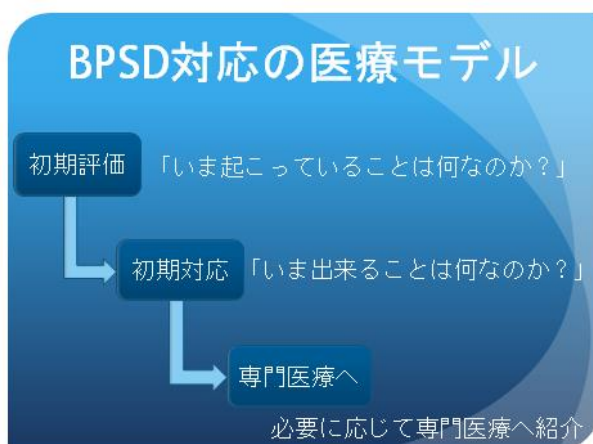 BPSD対応の医療モデル
初期評価 「いま起こっていることは何なのか？」
初期対応 「いま出来ることは何なのか？」
専門医療へ
必要に応じて専門医療へ紹介